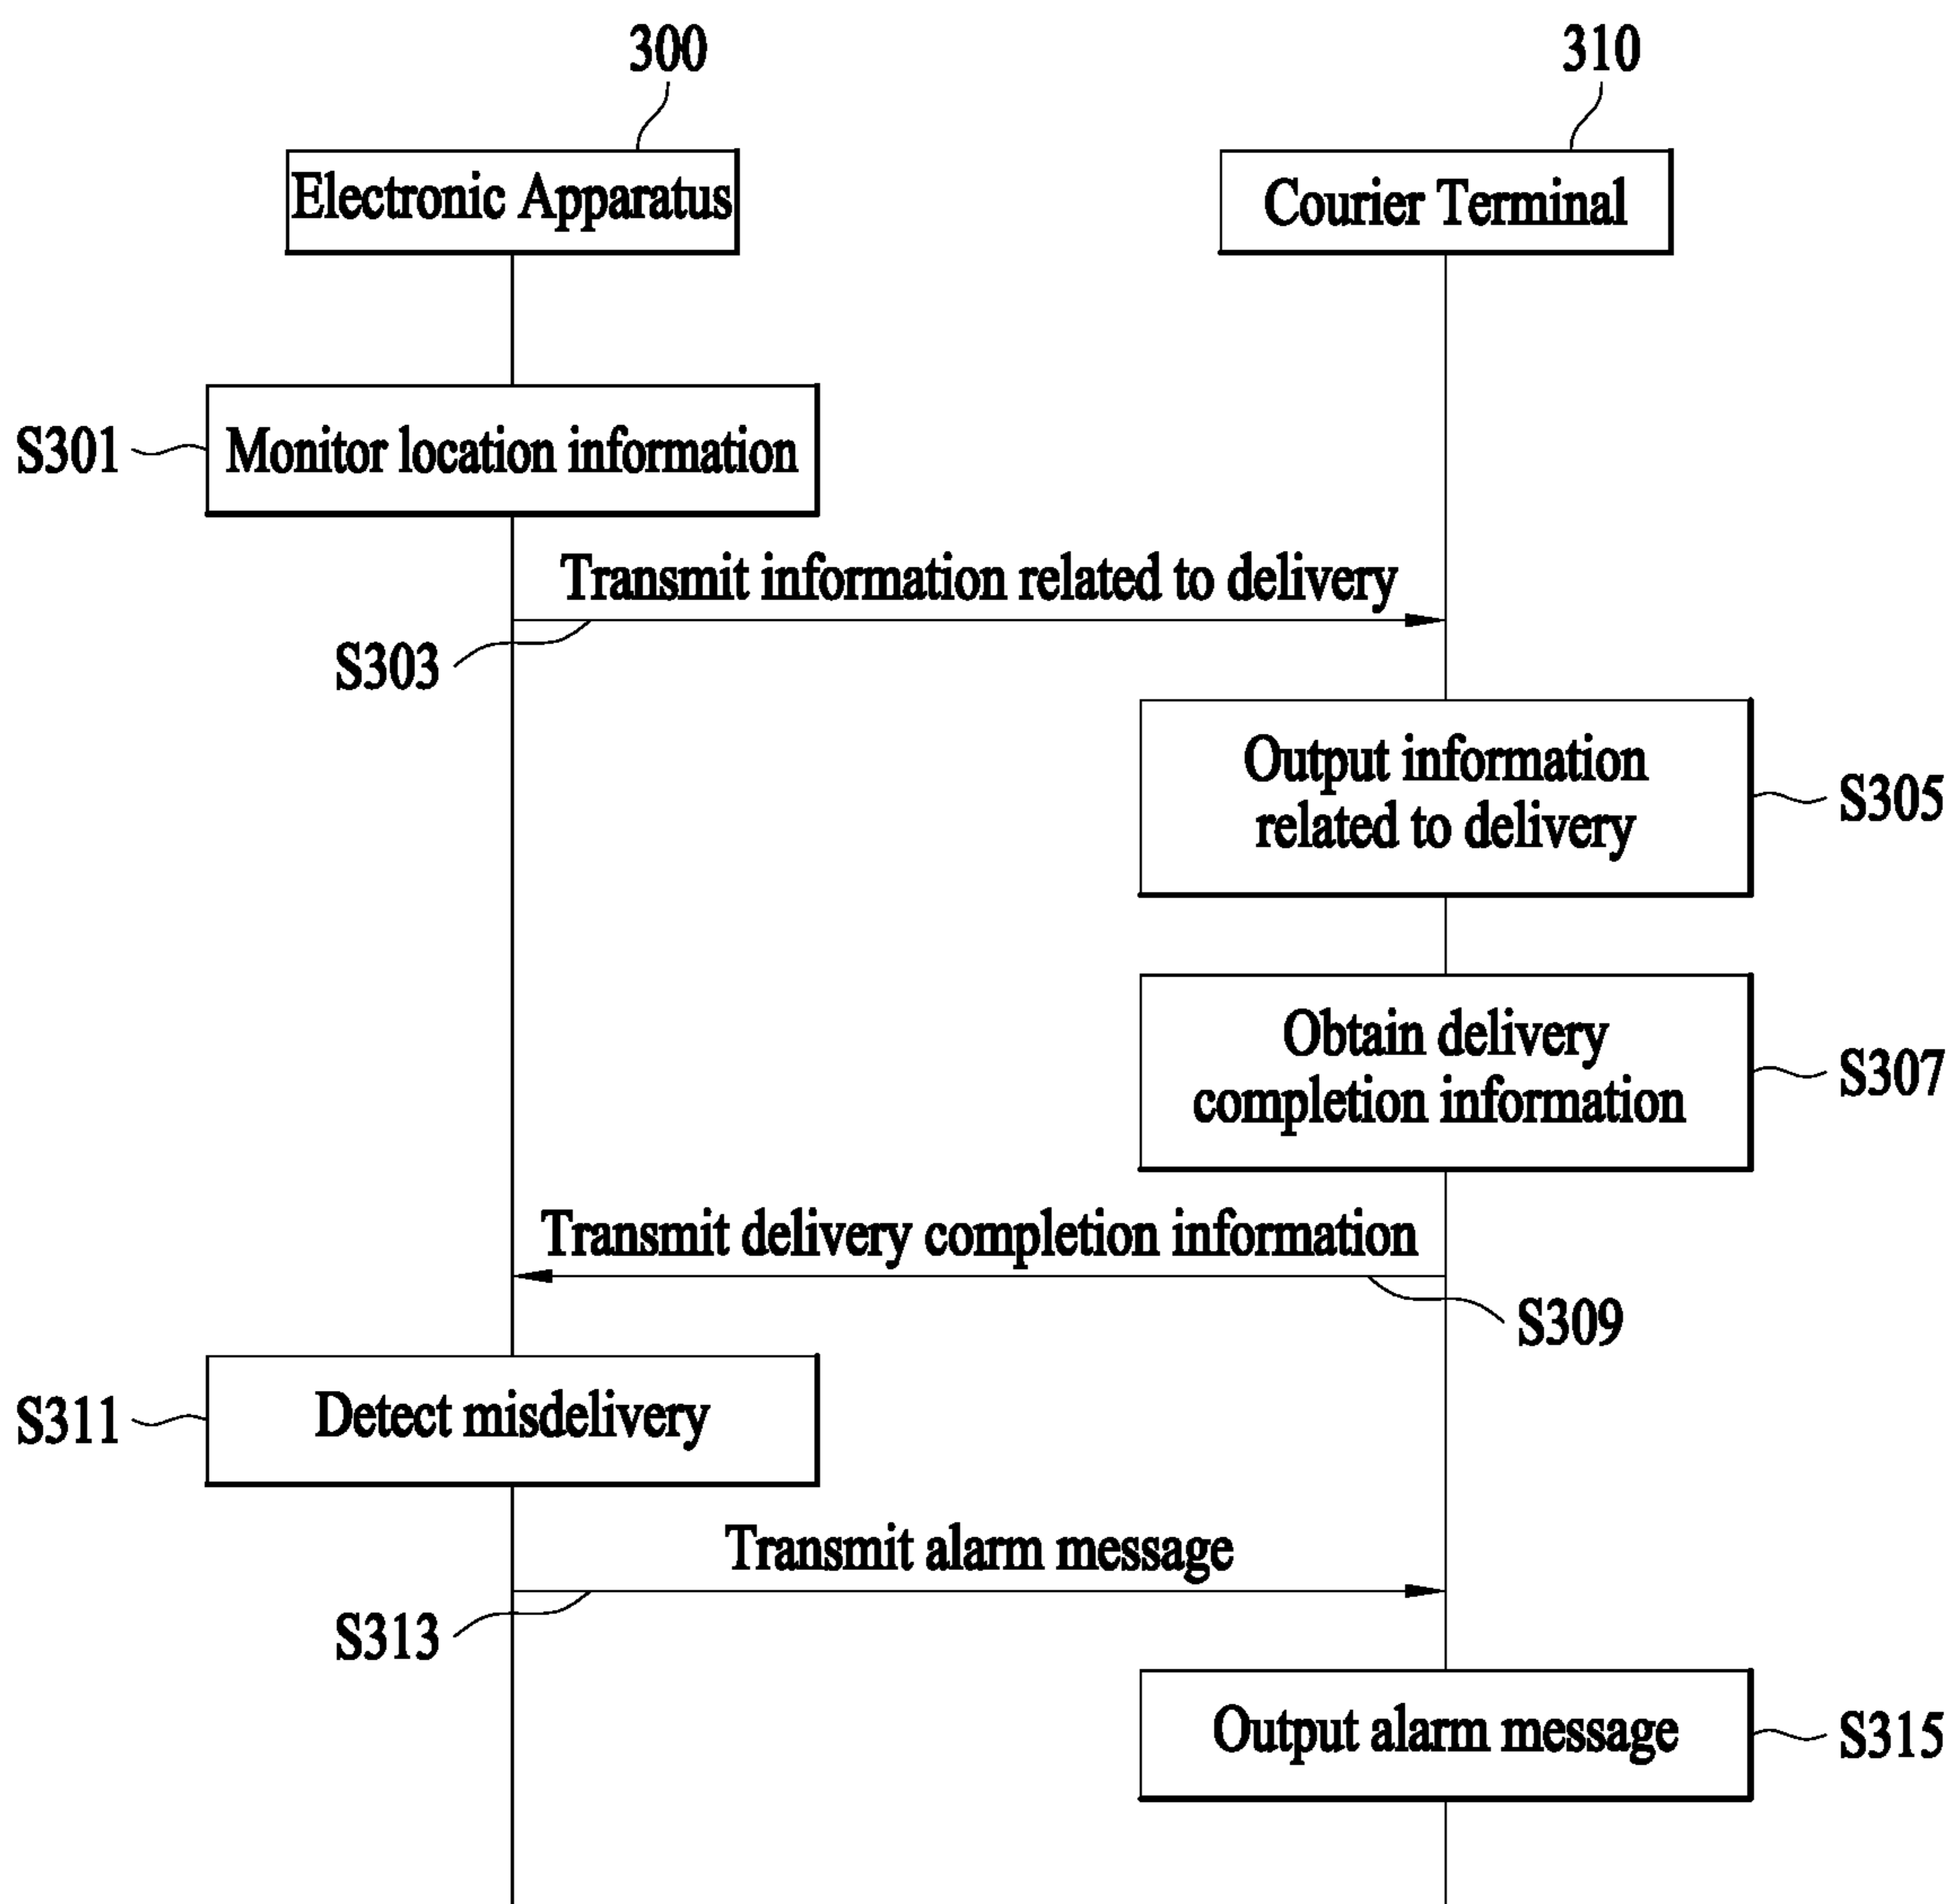 300
310
Electronic Apparatus
Courier Terminal
S301
Monitor location information
Transmit information related to delivery
S303
Output information
related to delivery
S305
Obtain delivery
completion information
S307
Transmit delivery completion information
S309
S311
Detect misdelivery
Transmit alarm message
S313
Output alarm message
S315